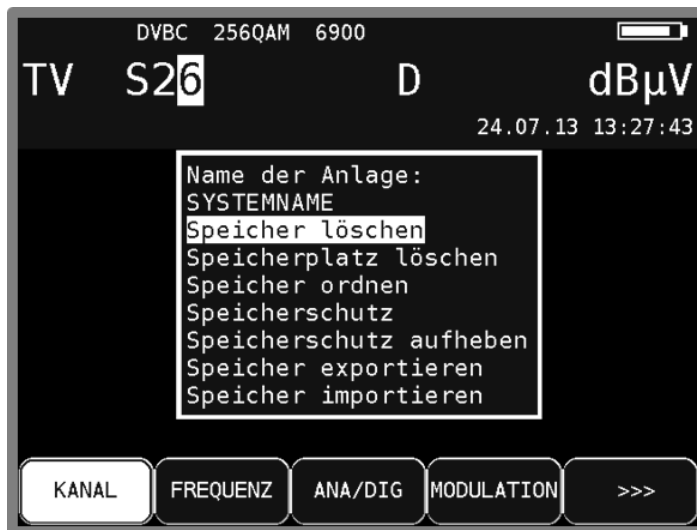 DVBC 256QAM 6900
TV S26 D dBµV
24.07.13 13:27:43
Name der Anlage:
SYSTEMNAME
Speicher löschen
Speicherplatz löschen
Speicher ordnen
Speicherschutz
Speicherschutz aufheben
Speicher exportieren
Speicher importieren
KANAL FREQUENZ ANA/DIG MODULATION >>>